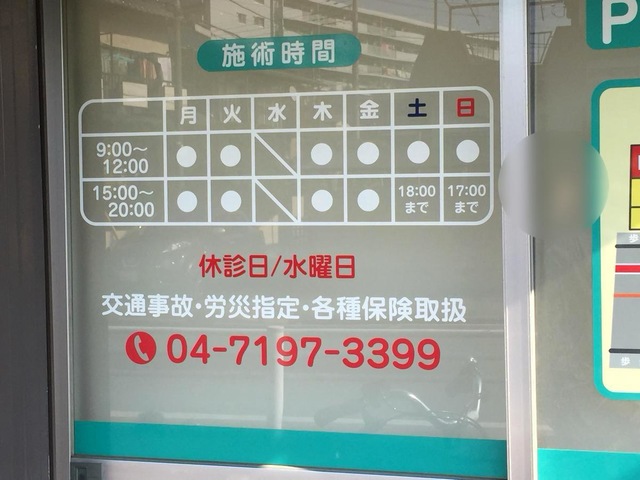 施術時間
月 火 水 木 金 土 日
9:00〜12:00 ● ● ＼ ● ● ● ●
15:00〜20:00 ● ● ＼ ● ● 18:00まで 17:00まで
休診日/水曜日
交通事故・労災指定・各種保険取扱
04-7197-3399
P